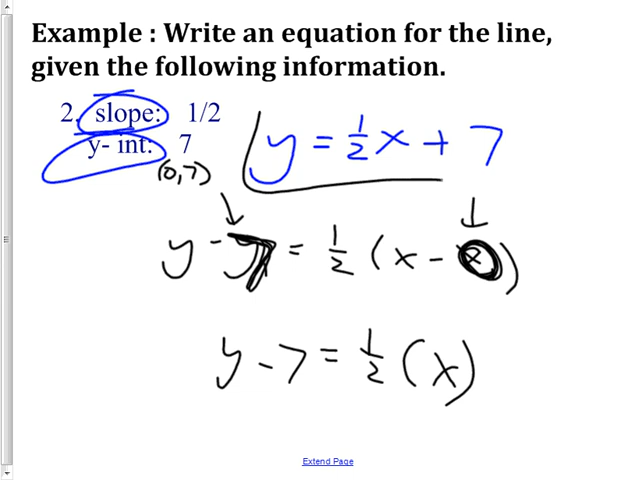 Example : Write an equation for the line,
given the following information.
2. slope: 1/2
y- int: 7
(0,7)
y = 1/2 x + 7
y - 7 = 1/2 (x - )
y - 7 = 1/2 (x)
Extend Page